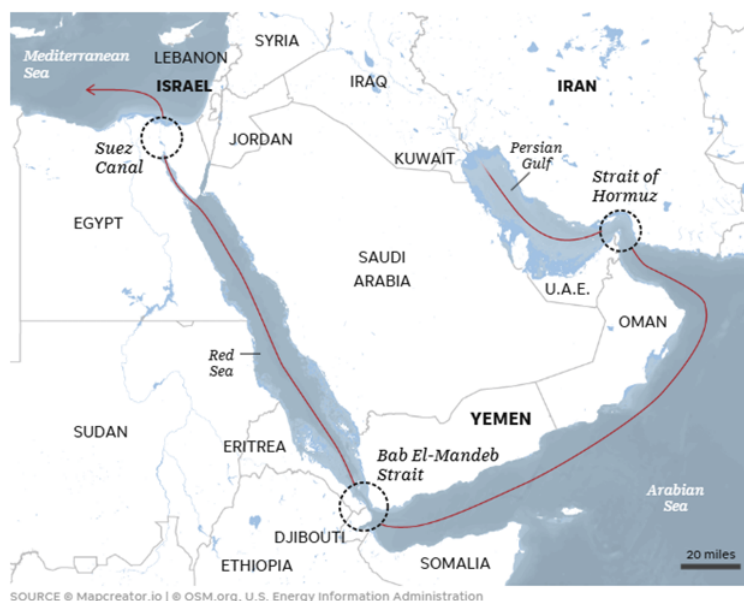 Mediterranean
Sea
LEBANON
SYRIA
ISRAEL
IRAQ
IRAN
Suez
Canal
JORDAN
KUWAIT
Persian
Gulf
Strait of
Hormuz
EGYPT
SAUDI
ARABIA
U.A.E.
OMAN
Red
Sea
SUDAN
ERITREA
YEMEN
Bab El-Mandeb
Strait
Arabian
Sea
DJIBOUTI
ETHIOPIA
SOMALIA
20 miles
SOURCE © Mapcreator.io | © OSM.org, U.S. Energy Information Administration